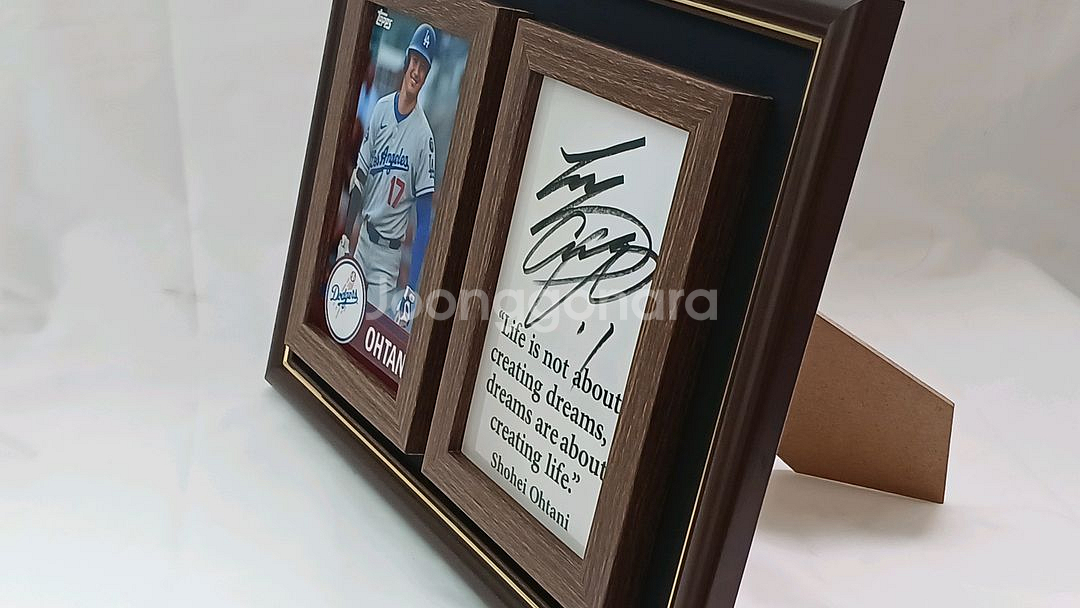 Topps
Los Angeles
17
Dodgers
OHTAN
Joonggonara
"Life is not about
creating dreams,
dreams are about
creating life."
Shohei Ohtani